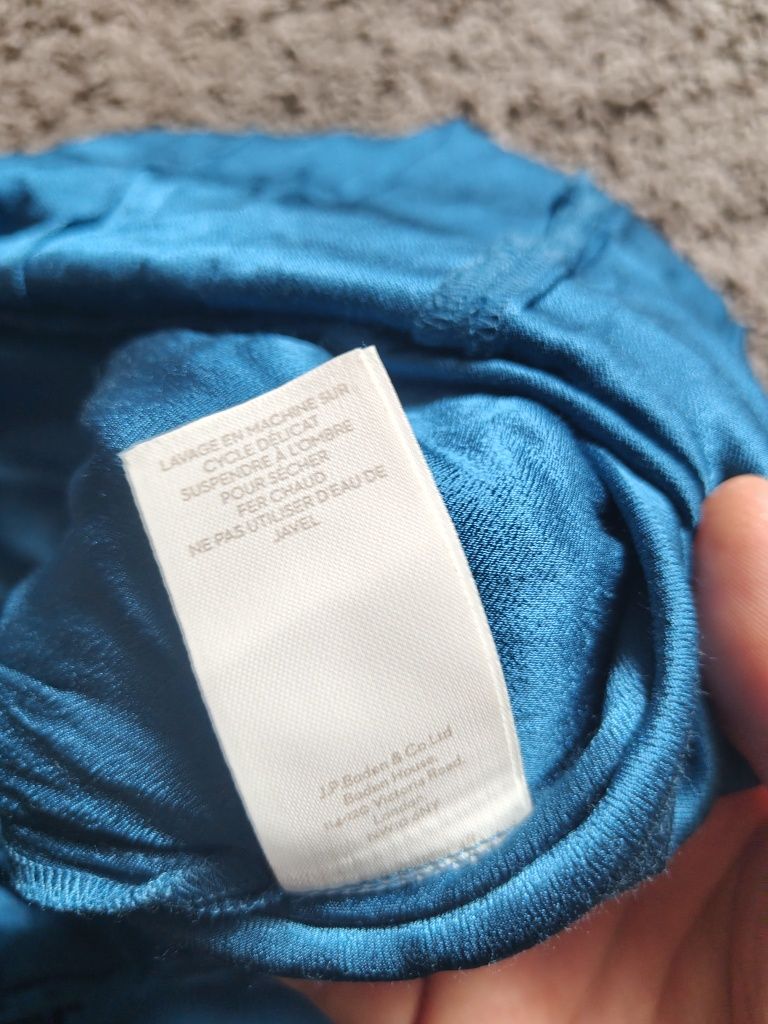 LAVAGE EN MACHINE SUR
CYCLE DÉLICAT
SUSPENDRE À L'OMBRE
POUR SÉCHER
FER CHAUD
NE PAS UTILISER D'EAU DE
JAVEL
J.P.Boden & Co.Ltd
Boden House,
Victoria Road,
London